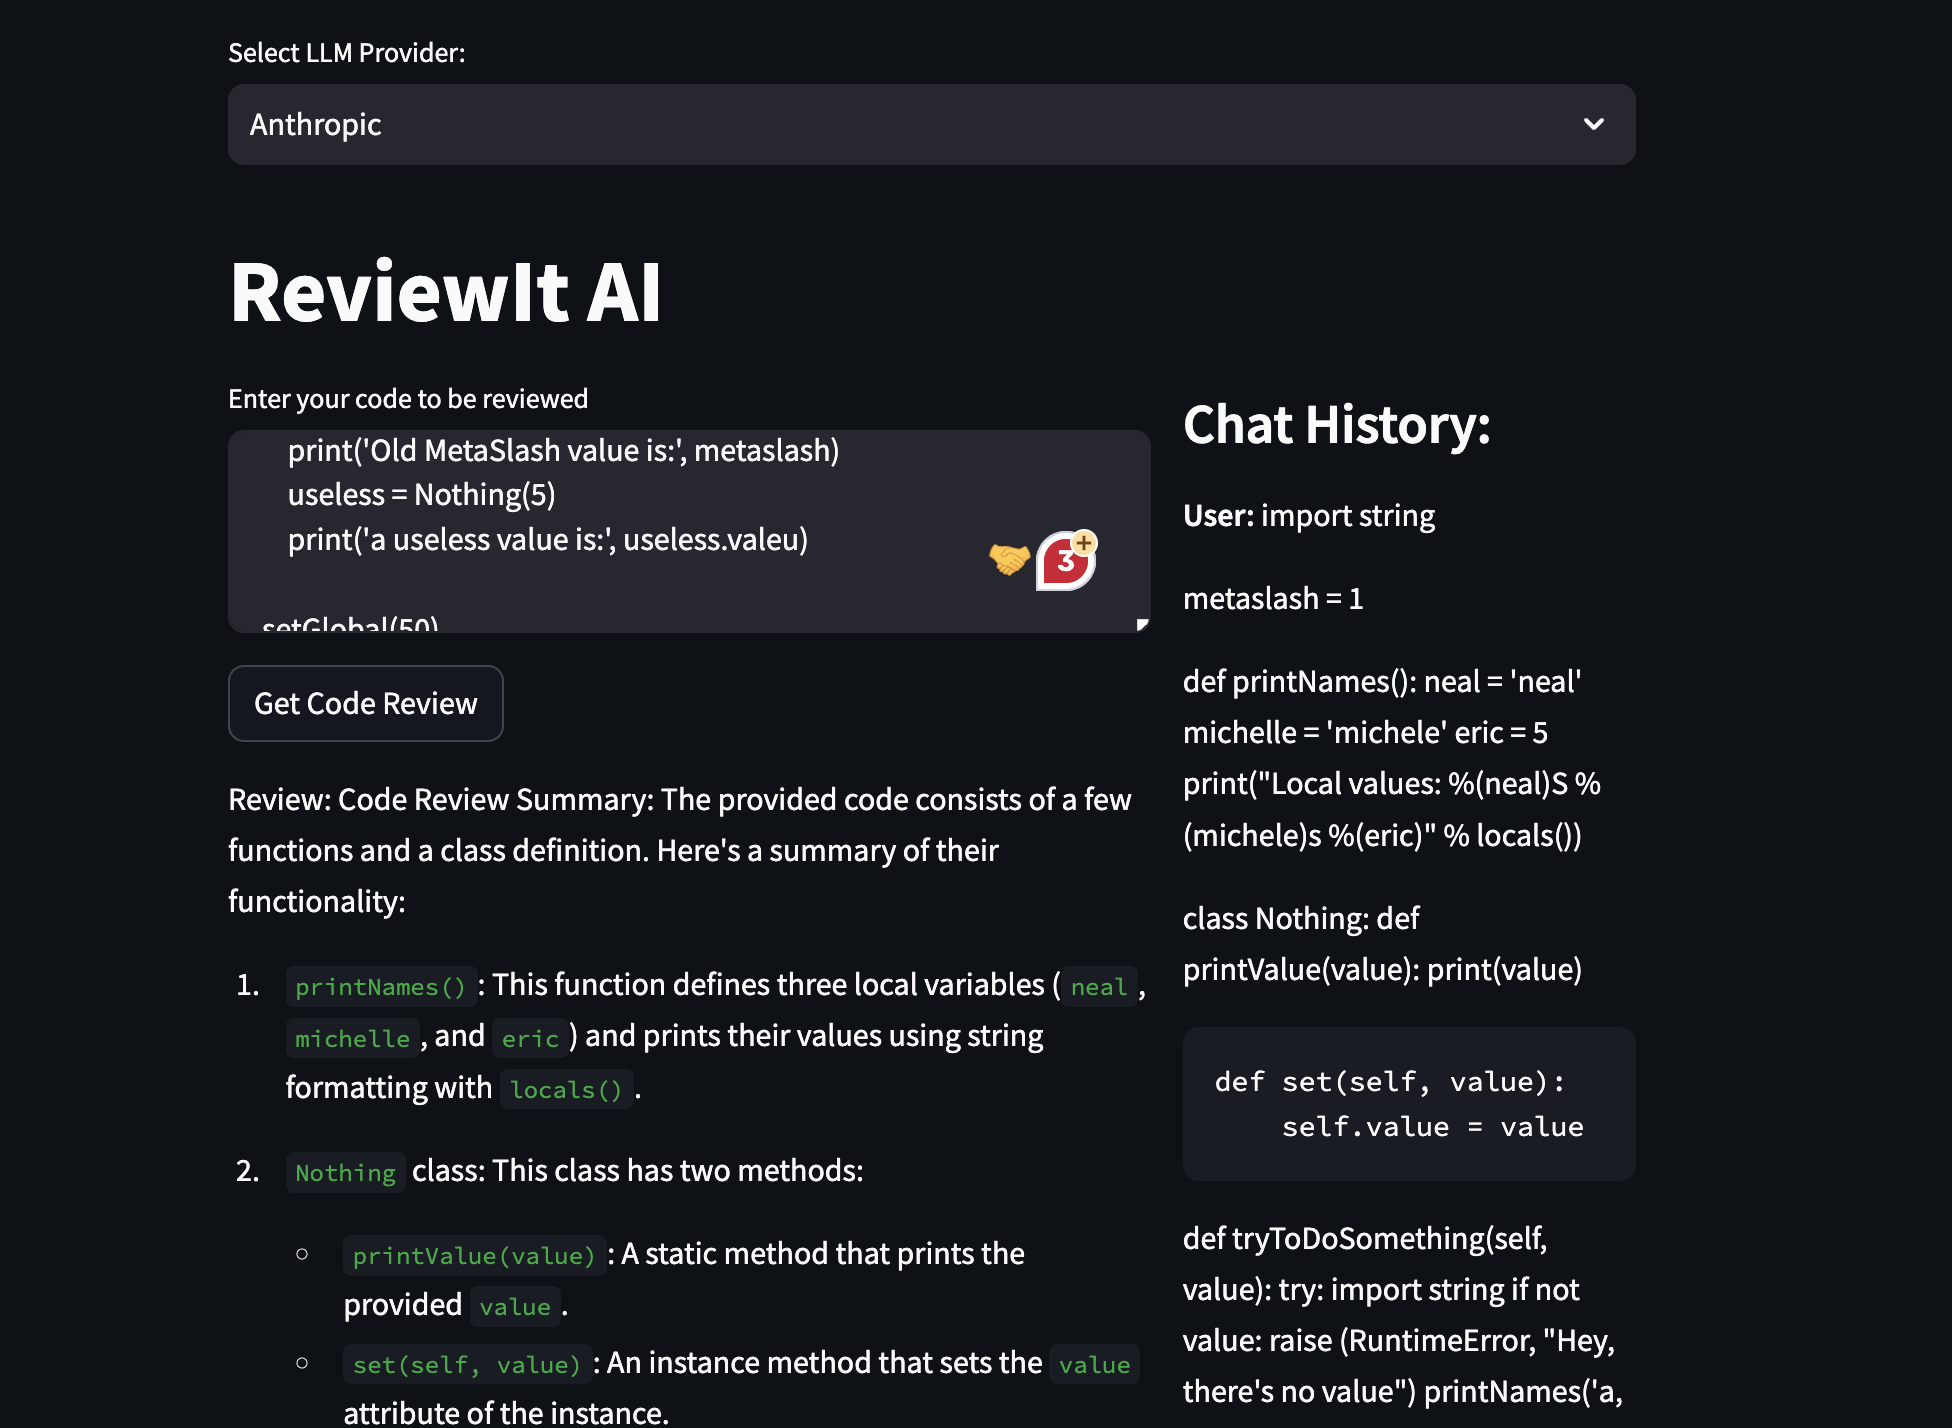 Select LLM Provider:
Anthropic
ReviewIt AI
Enter your code to be reviewed
print('Old MetaSlash value is:', metaslash)
useless = Nothing(5)
print('a useless value is:', useless.valeu)
3
setGlobal(50)
Get Code Review
Review: Code Review Summary: The provided code consists of a few
functions and a class definition. Here's a summary of their
functionality:
1. printNames() : This function defines three local variables ( neal ,
michelle , and eric ) and prints their values using string
formatting with locals() .
2. Nothing class: This class has two methods:
printValue(value) : A static method that prints the
provided value .
set(self, value) : An instance method that sets the value
attribute of the instance.
Chat History:
User: import string
metaslash = 1
def printNames(): neal = 'neal'
michelle = 'michele' eric = 5
print("Local values: %(neal)S %
(michele)s %(eric)" % locals())
class Nothing: def
printValue(value): print(value)
def set(self, value):
self.value = value
def tryToDoSomething(self,
value): try: import string if not
value: raise (RuntimeError, "Hey,
there's no value") printNames('a,